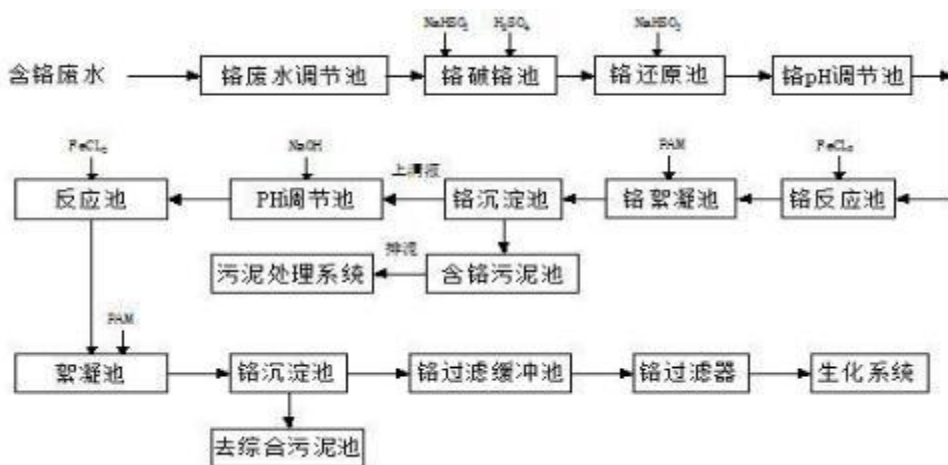 NaHSO₃ H₂SO₄ NaHSO₃
含铬废水 铬废水调节池 铬破铬池 铬还原池 铬pH调节池
NaOH 上清液 PAM
反应池 PH调节池 铬沉淀池 铬絮凝池 铬反应池
污泥处理系统 排泥 含铬污泥池
PAM
絮凝池 铬沉淀池 铬过滤缓冲池 铬过滤器 生化系统
去综合污泥池